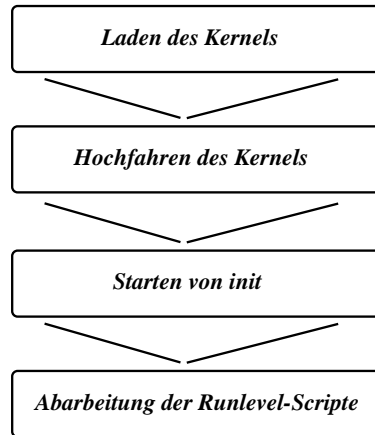 Laden des Kernels
Hochfahren des Kernels
Starten von init
Abarbeitung der Runlevel-Scripte